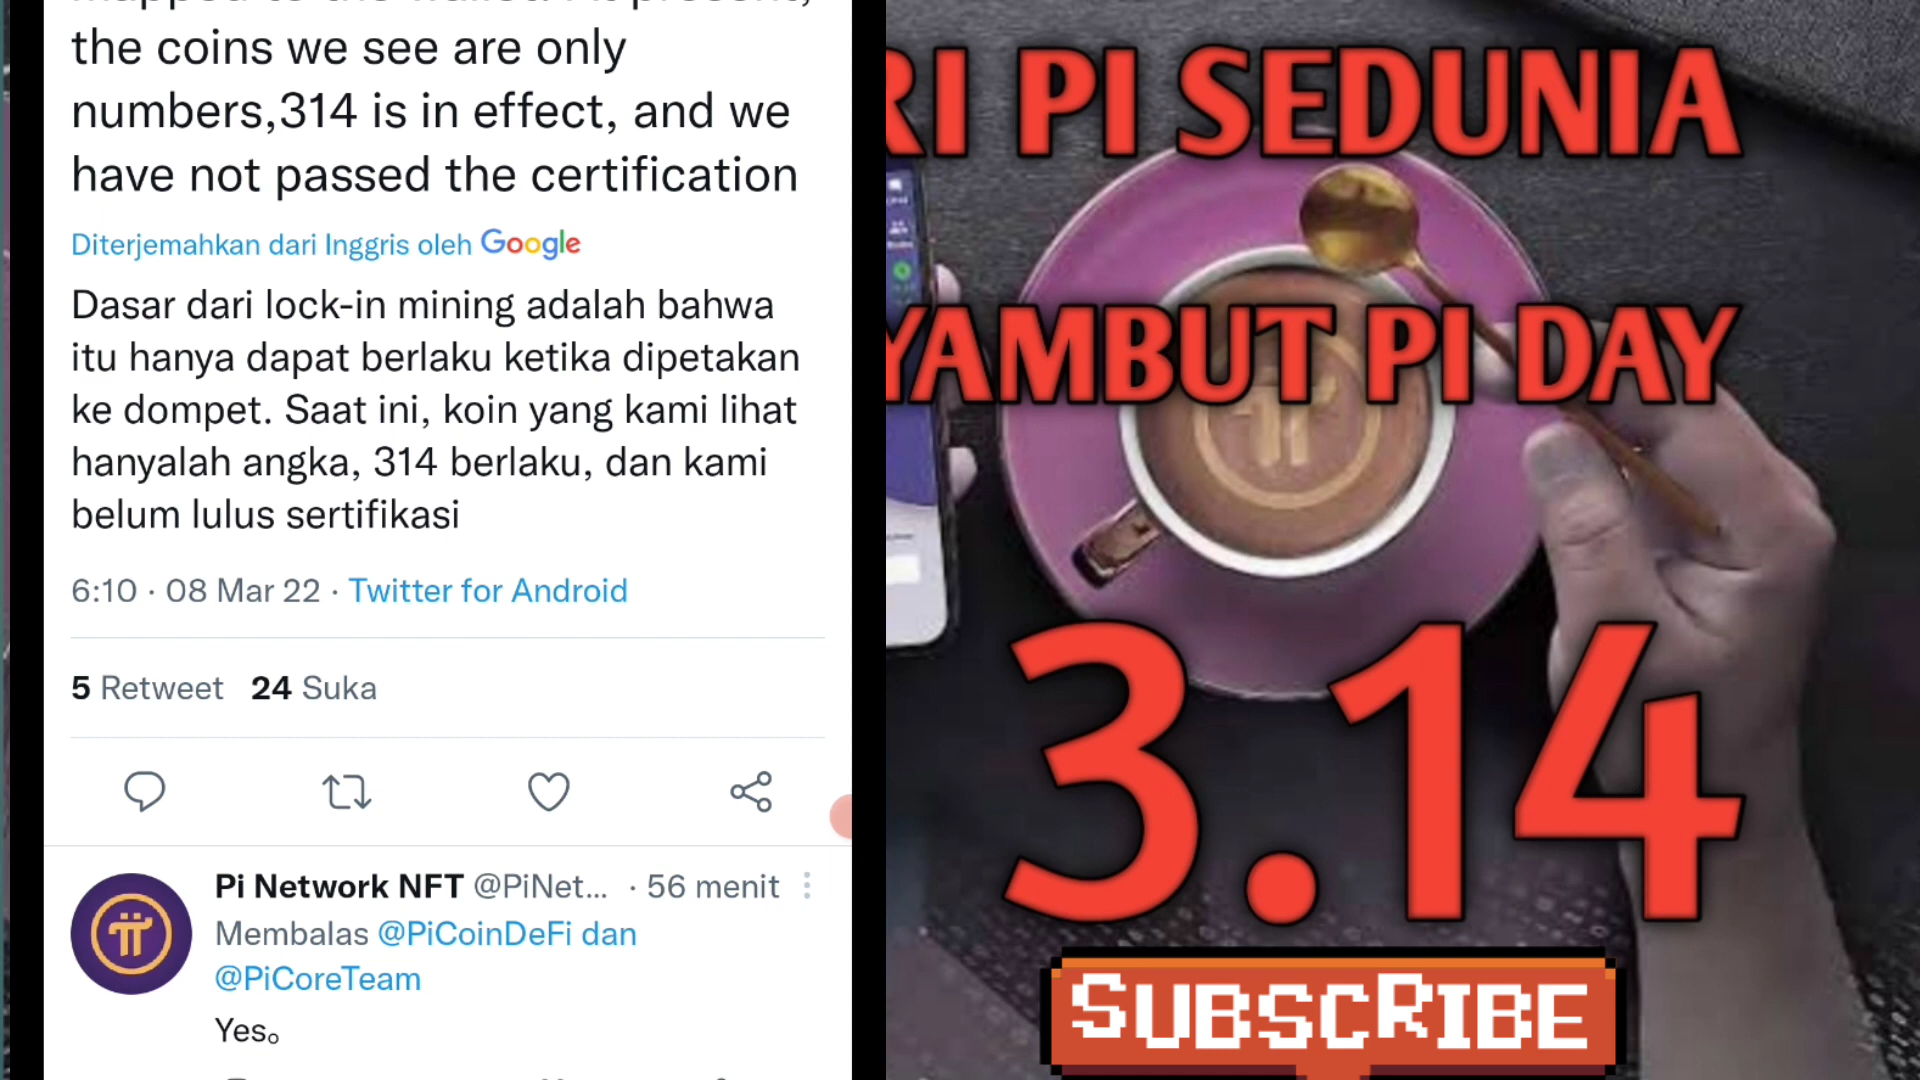 the coins we see are only
numbers,314 is in effect, and we
have not passed the certification
Diterjemahkan dari Inggris oleh Google
Dasar dari lock-in mining adalah bahwa
itu hanya dapat berlaku ketika dipetakan
ke dompet. Saat ini, koin yang kami lihat
hanyalah angka, 314 berlaku, dan kami
belum lulus sertifikasi
6:10 · 08 Mar 22 · Twitter for Android
5 Retweet 24 Suka
Pi Network NFT @PiNet... · 56 menit
Membalas @PiCoinDeFi dan
@PiCoreTeam
Yes。
RI PI SEDUNIA
YAMBUT PI DAY
3.14
SUBSCRIBE